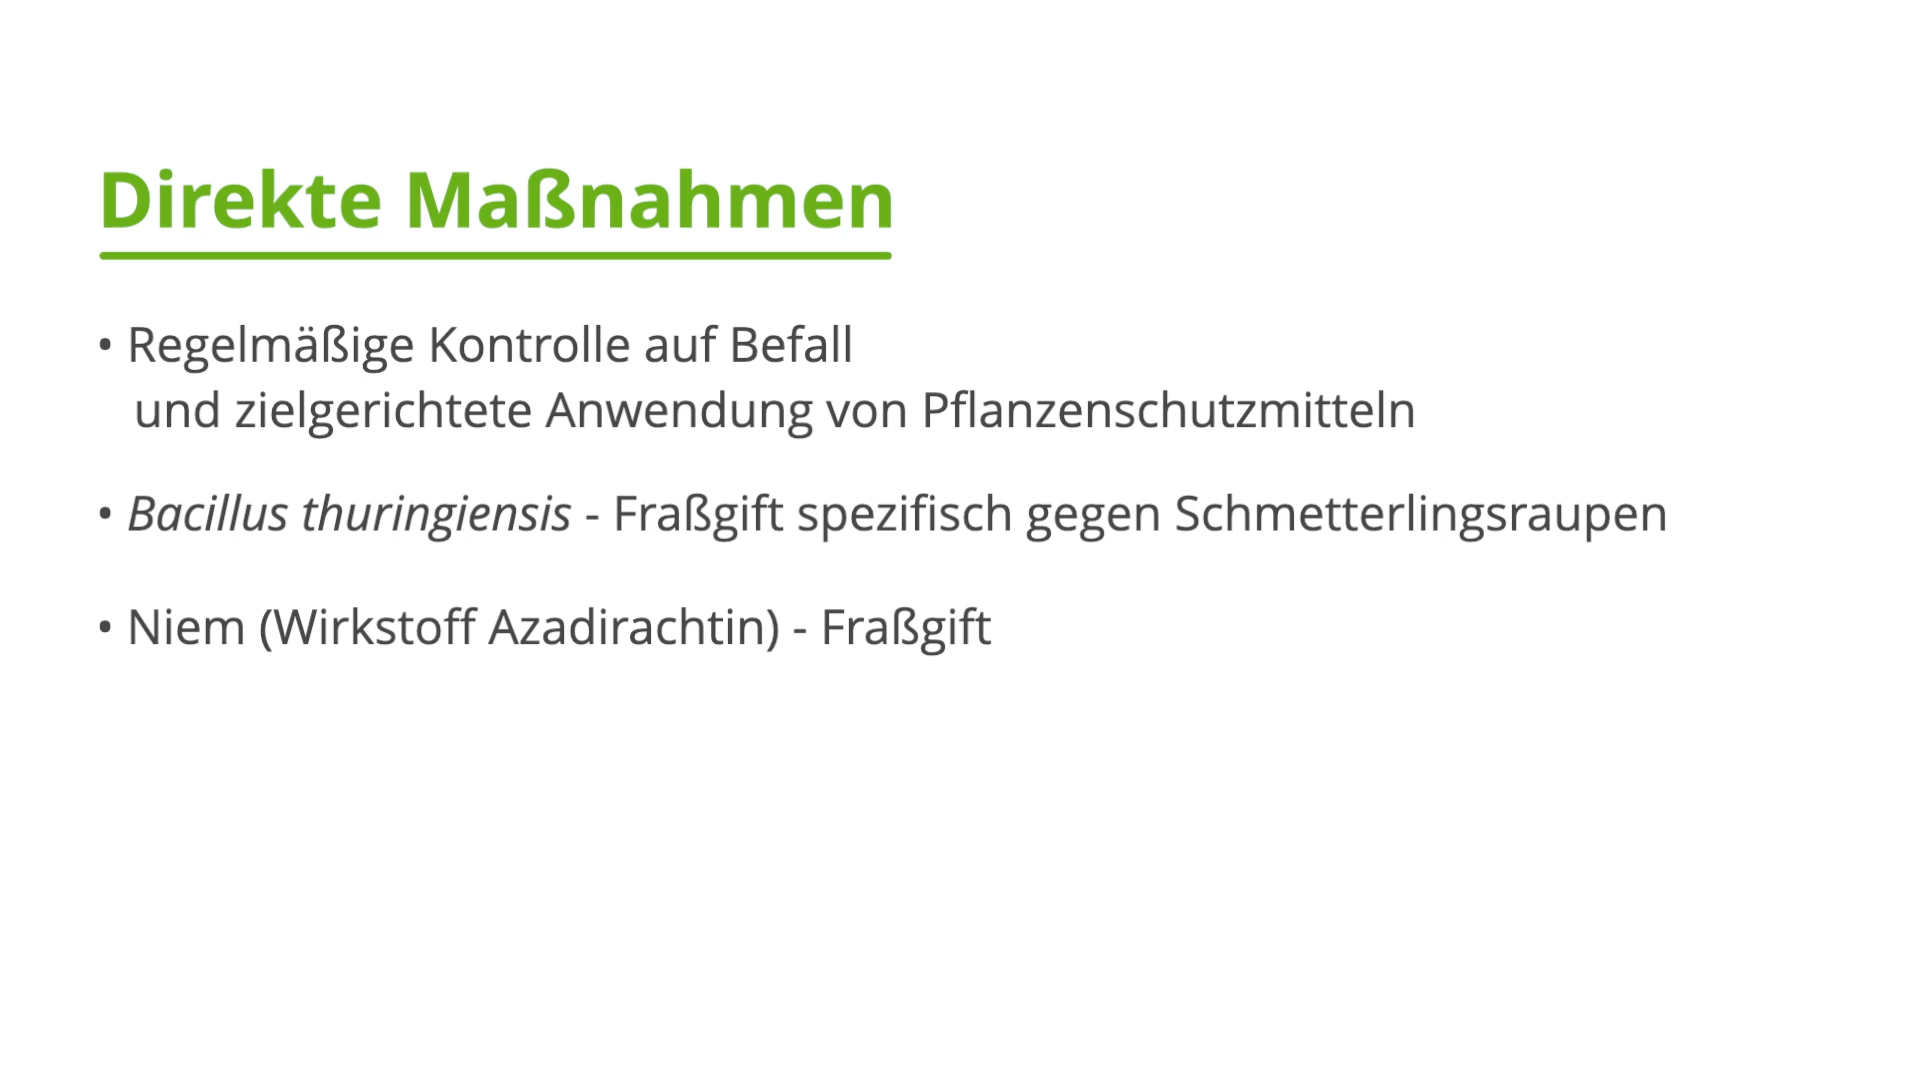 Direkte Maßnahmen
• Regelmäßige Kontrolle auf Befall
und zielgerichtete Anwendung von Pflanzenschutzmitteln
• Bacillus thuringiensis - Fraßgift spezifisch gegen Schmetterlingsraupen
• Niem (Wirkstoff Azadirachtin) - Fraßgift